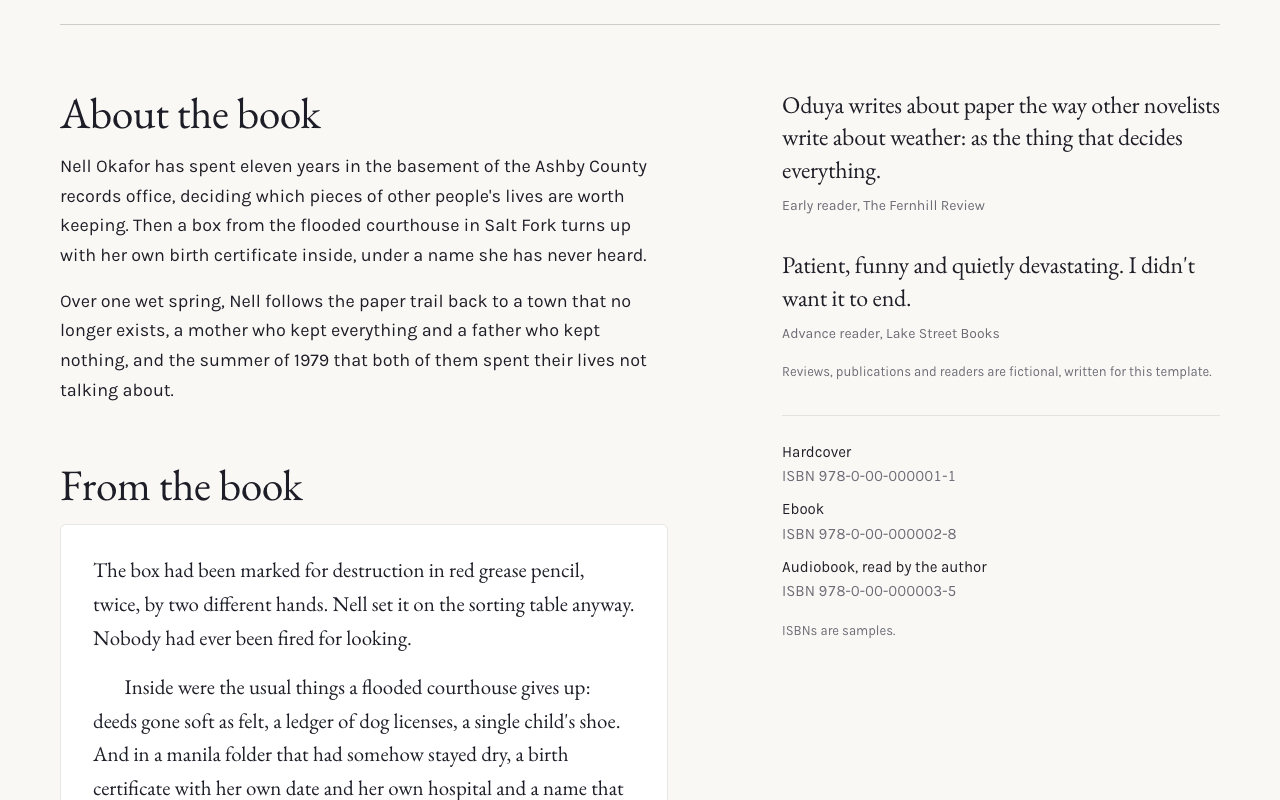 About the book
Nell Okafor has spent eleven years in the basement of the Ashby County
records office, deciding which pieces of other people's lives are worth
keeping. Then a box from the flooded courthouse in Salt Fork turns up
with her own birth certificate inside, under a name she has never heard.
Over one wet spring, Nell follows the paper trail back to a town that no
longer exists, a mother who kept everything and a father who kept
nothing, and the summer of 1979 that both of them spent their lives not
talking about.
From the book
The box had been marked for destruction in red grease pencil,
twice, by two different hands. Nell set it on the sorting table anyway.
Nobody had ever been fired for looking.
Inside were the usual things a flooded courthouse gives up:
deeds gone soft as felt, a ledger of dog licenses, a single child's shoe.
And in a manila folder that had somehow stayed dry, a birth
certificate with her own date and her own hospital and a name that
Oduya writes about paper the way other novelists
write about weather: as the thing that decides
everything.
Early reader, The Fernhill Review
Patient, funny and quietly devastating. I didn't
want it to end.
Advance reader, Lake Street Books
Reviews, publications and readers are fictional, written for this template.
Hardcover
ISBN 978-0-00-000001-1
Ebook
ISBN 978-0-00-000002-8
Audiobook, read by the author
ISBN 978-0-00-000003-5
ISBNs are samples.